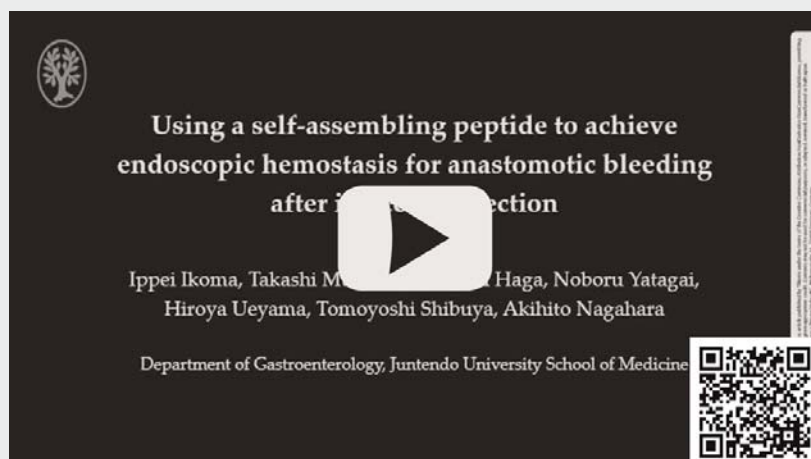 Using a self-assembling peptide to achieve
endoscopic hemostasis for anastomotic bleeding
after
Ippei Ikoma, Takashi Haga, Noboru Yatagai,
Hiroya Ueyama, Tomoyoshi Shibuya, Akihito Nagahara
Department of Gastroenterology, Juntendo University School of Medicine